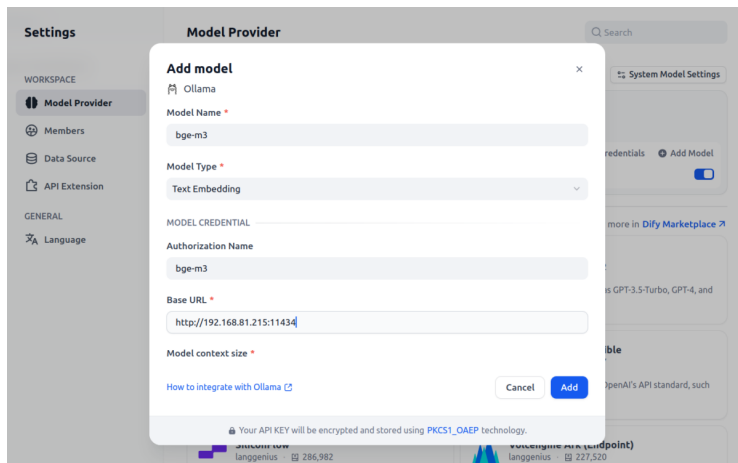 Settings
Model Provider
Search
WORKSPACE
Model Provider
Members
Data Source
API Extension
GENERAL
Language
System Model Settings
redentials
Add Model
more in Dify Marketplace
s GPT-3.5-Turbo, GPT-4, and
ible
OpenAI's API standard, such
Add model
Ollama
Model Name *
bge-m3
Model Type *
Text Embedding
MODEL CREDENTIAL
Authorization Name
bge-m3
Base URL *
http://192.168.81.215:11434
Model context size *
How to integrate with Ollama
Cancel
Add
Your API KEY will be encrypted and stored using PKCS1_OAEP technology.
langgenius · 286,982
Volcengine Ark (Endpoint)
langgenius · 227,520